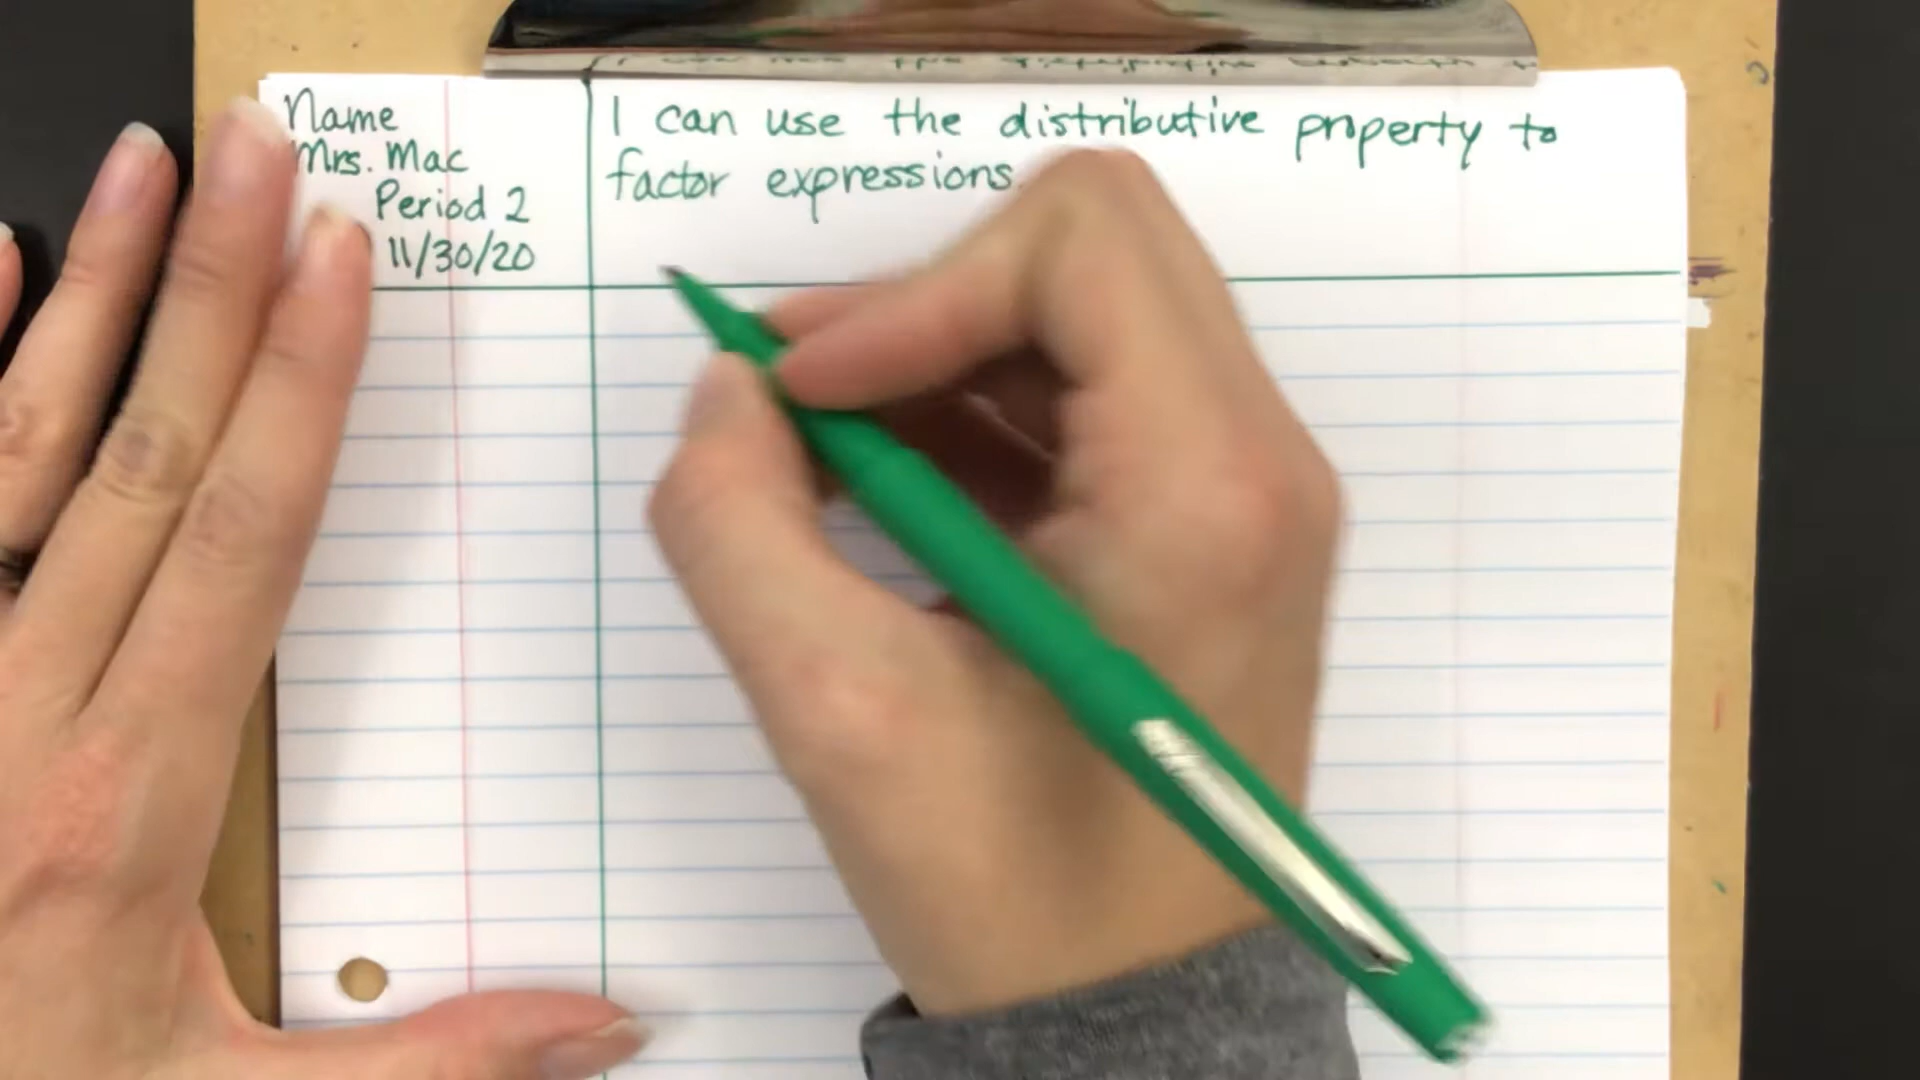 Name
Mrs. Mac
Period 2
11/30/20
I can use the distributive property to
factor expressions.